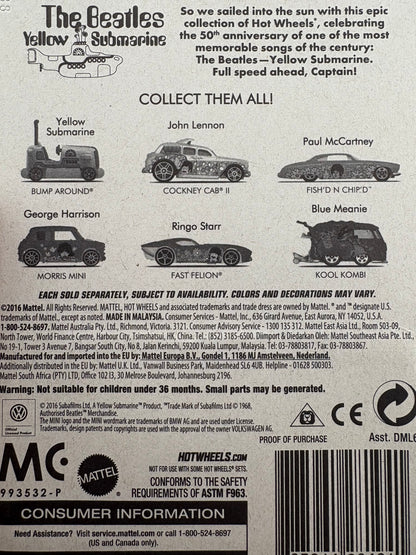 The Beatles
Yellow Submarine
So we sailed into the sun with this epic
collection of Hot Wheels®, celebrating
the 50th anniversary of one of the most
memorable songs of the century:
The Beatles—Yellow Submarine.
Full speed ahead, Captain!
COLLECT THEM ALL!
Yellow
Submarine
John Lennon
Paul McCartney
BUMP AROUND®
COCKNEY CAB® II
FISH'D N CHIP'D™
George Harrison
Ringo Starr
Blue Meanie
MORRIS MINI
FAST FELION®
KOOL KOMBI
EACH SOLD SEPARATELY, SUBJECT TO AVAILABILITY. COLORS AND DECORATIONS MAY VARY.
©2016 Mattel. All Rights Reserved. MATTEL, HOT WHEELS and associated trademarks and related trade dress are owned by Mattel. ® and ™ designate U.S.
trademarks of Mattel, except as noted. MADE IN MALAYSIA. Consumer Services - Mattel, Inc., 636 Girard Avenue, East Aurora, NY 14052, U.S.A.
1-800-524-8697. Mattel Australia Pty. Ltd., Richmond, Victoria. 3121. Consumer Advisory Service - 1300 135 312. Mattel East Asia Ltd., Room 503-09,
North Tower, World Finance Centre, Harbour City, Tsimshatsui, HK, China. Tel.: (852) 3185-6500. Diimport & Diedarkan Oleh: Mattel Southeast Asia Pte. Ltd.,
No 19-1, Tower 3 Avenue 7, Bangsar South City, No 8, Jalan Kerinchi, 59200 Kuala Lumpur, Malaysia. Tel: 03-78803817, Fax: 03-78803867.
Manufactured for and imported into the EU by: Mattel Europa B.V., Gondel 1, 1186 MJ Amstelveen, Nederland.
Additionally distributed in the EU by: Mattel U.K. Ltd., Vanwall Business Park, Maidenhead SL6 4UB. Helpline - 01628 500303.
Mattel South Africa (PTY) LTD, Office 102 I3, 30 Melrose Boulevard, Johannesburg 2196.
Warning: Not suitable for children under 36 months. Small parts may be generated.
Official
Licensed Product
© 2016 Subafilms Ltd, A Yellow Submarine™ Product, ™Trade Mark of Subafilms Ltd © 1968,
Authorised Beatles™ Merchandise.
The MINI logo and the MINI wordmark are trademarks of BMW AG and are used under license.
Trademarks, design patents and copyrights are used with the approval of the owner VOLKSWAGEN AG.
PROOF OF PURCHASE
Asst. DML6
MC
993532-P
MATTEL
HOTWHEELS.COM
NOT FOR USE WITH SOME HOT WHEELS® SETS.
CONFORMS TO THE SAFETY
REQUIREMENTS OF ASTM F963.
CONSUMER INFORMATION
Need Assistance? Visit service.mattel.com or call 1-800-524-8697
(US and Canada only).